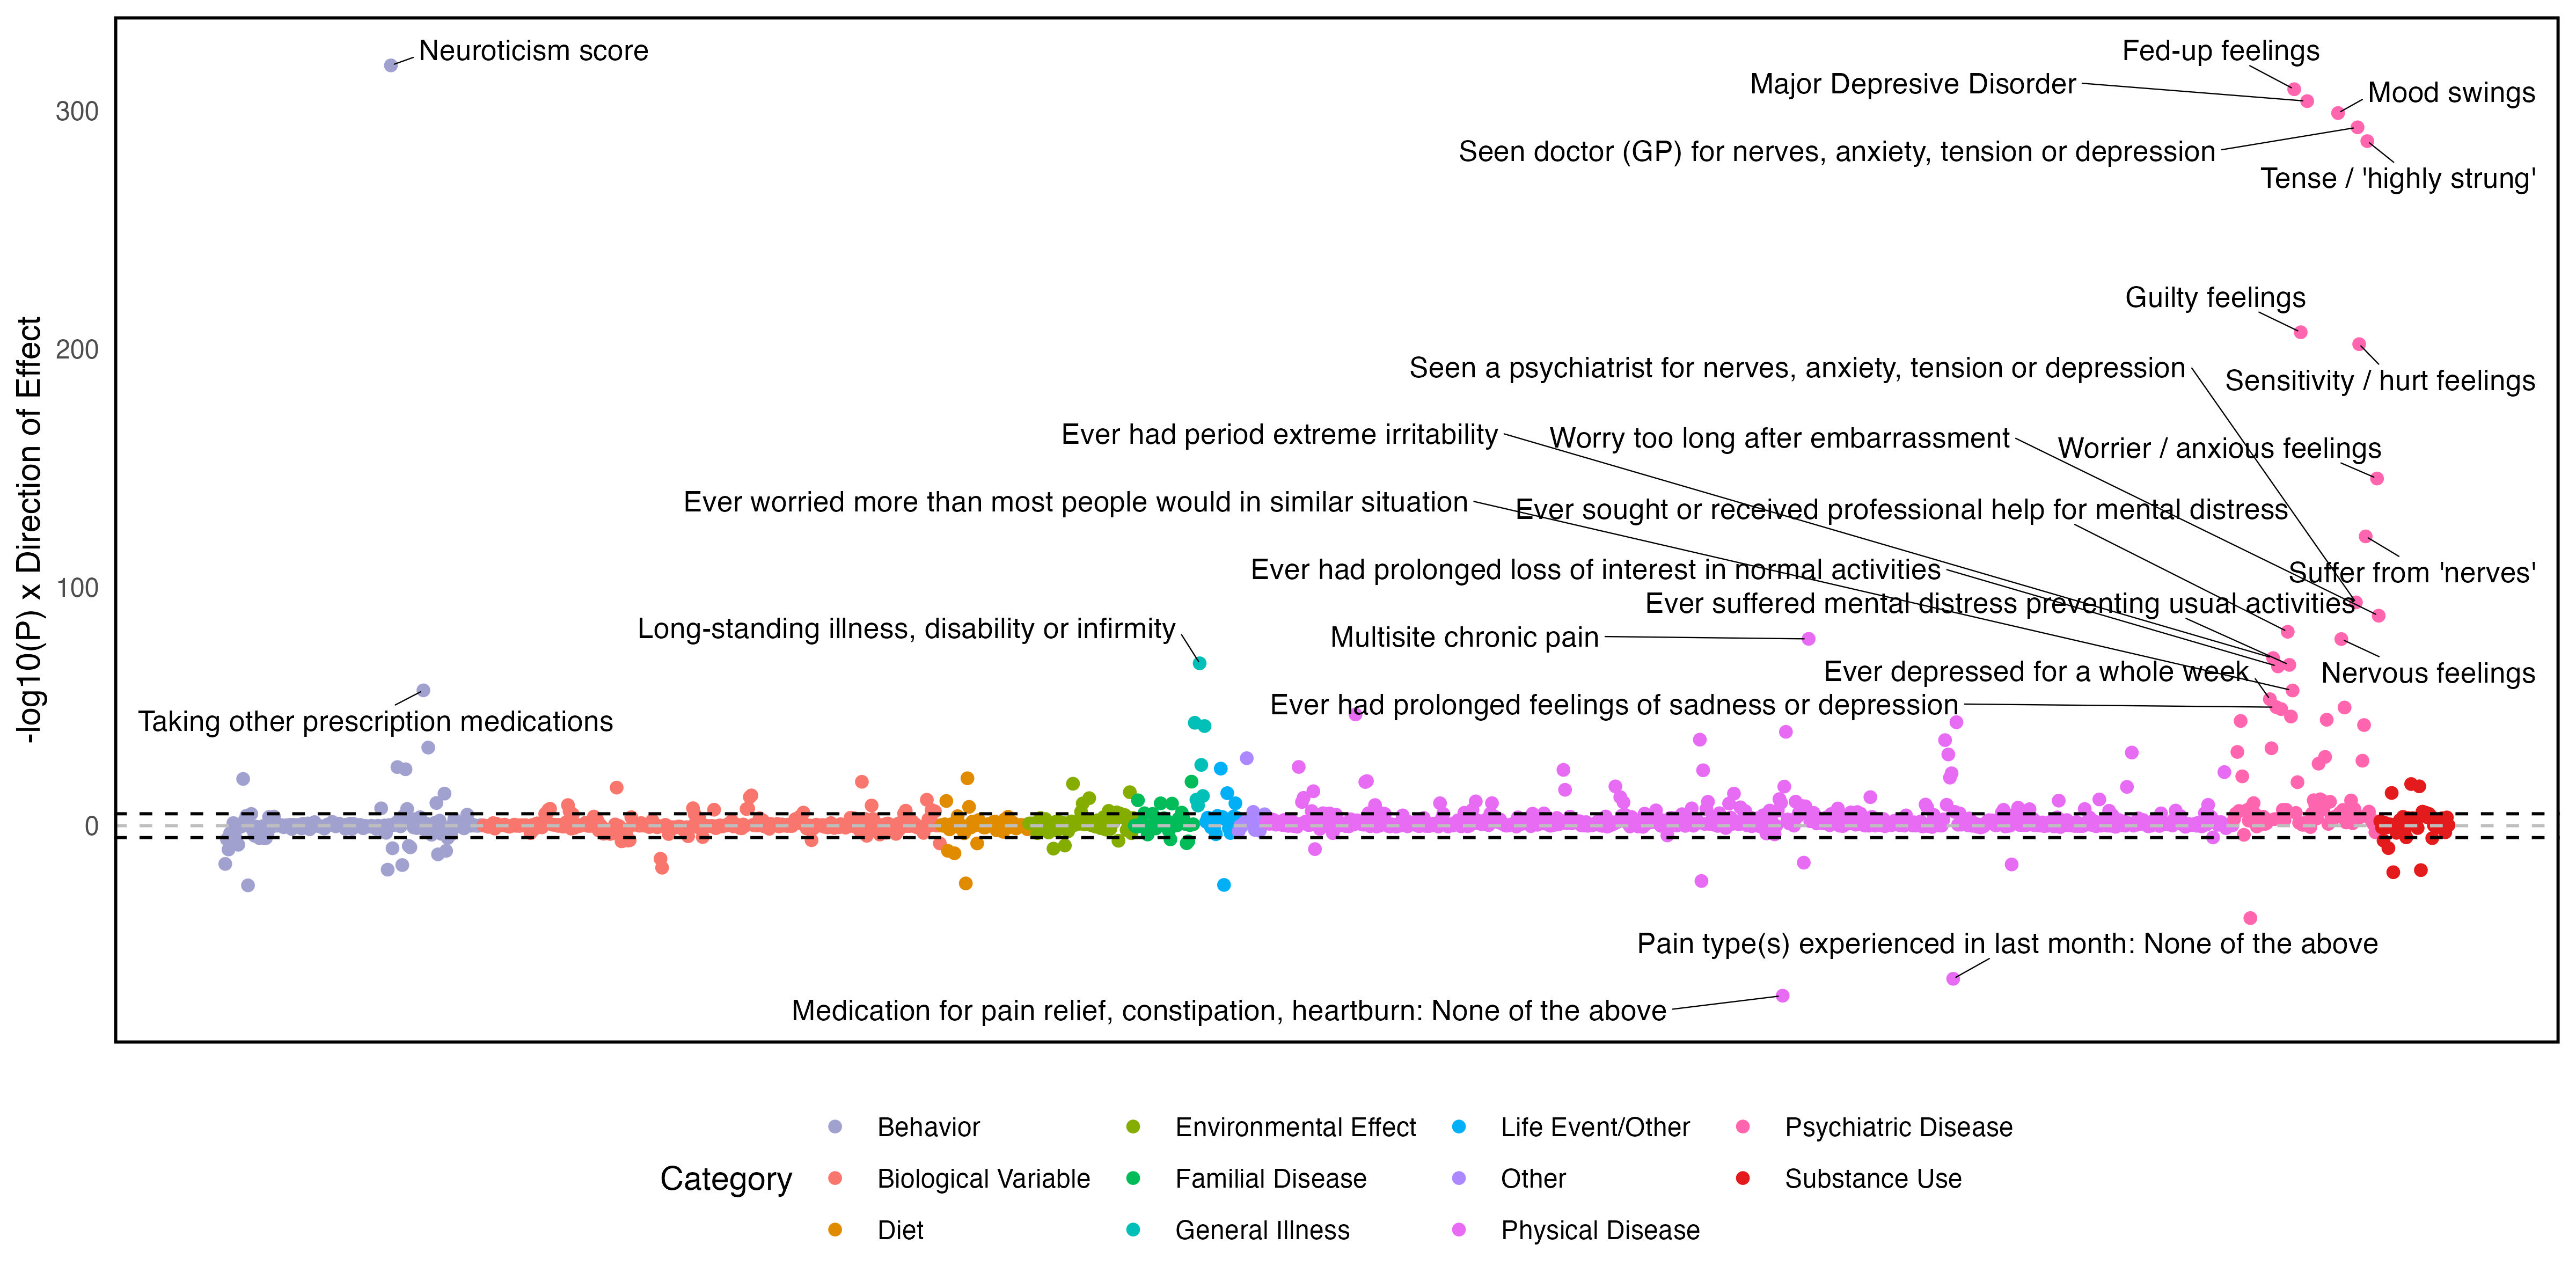 Neuroticism score
Fed-up feelings
Major Depresive Disorder
Mood swings
Seen doctor (GP) for nerves, anxiety, tension or depression
Tense / 'highly strung'
Guilty feelings
Seen a psychiatrist for nerves, anxiety, tension or depression
Sensitivity / hurt feelings
Ever had period extreme irritability
Worry too long after embarrassment
Worrier / anxious feelings
Ever worried more than most people would in similar situation
Ever sought or received professional help for mental distress
Ever had prolonged loss of interest in normal activities
Suffer from 'nerves'
Ever suffered mental distress preventing usual activities
Long-standing illness, disability or infirmity
Multisite chronic pain
Ever depressed for a whole week
Nervous feelings
Ever had prolonged feelings of sadness or depression
Taking other prescription medications
Pain type(s) experienced in last month: None of the above
Medication for pain relief, constipation, heartburn: None of the above
300
200
100
0
-log10(P) x Direction of Effect
Category
Behavior
Biological Variable
Diet
Environmental Effect
Familial Disease
General Illness
Life Event/Other
Other
Physical Disease
Psychiatric Disease
Substance Use